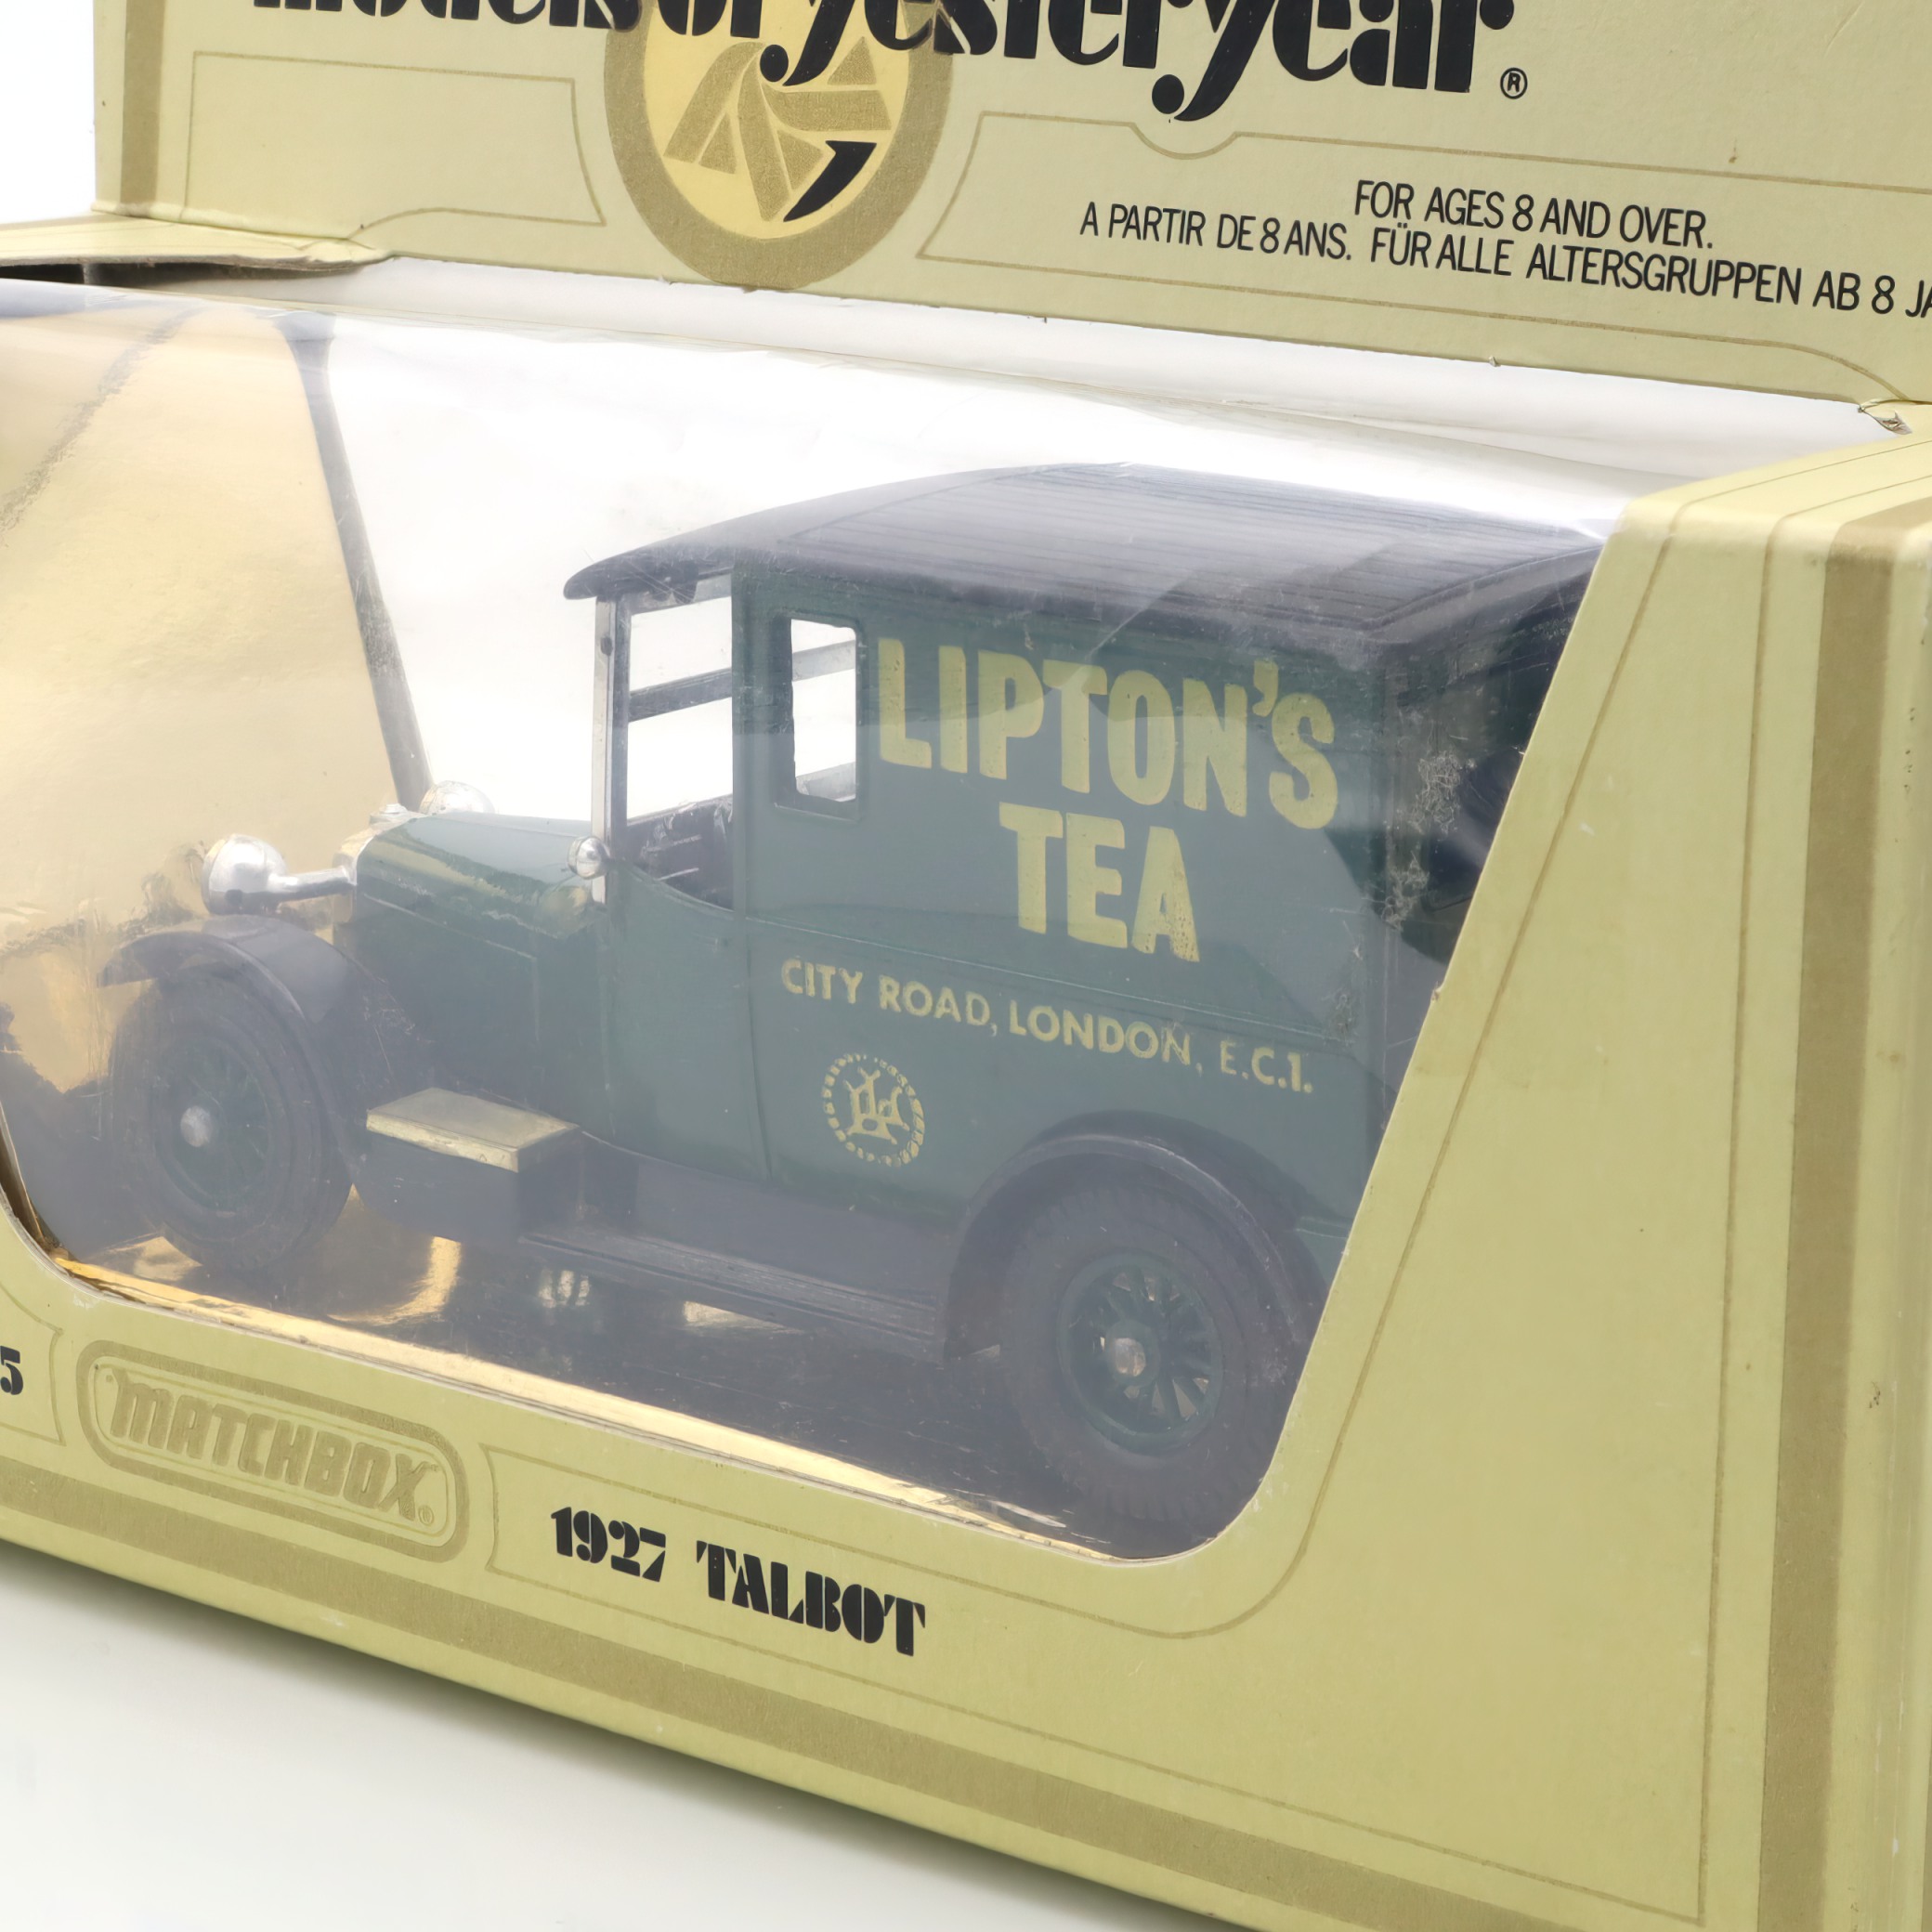 models of yesteryear®
FOR AGES 8 AND OVER.
A PARTIR DE 8 ANS. FÜR ALLE ALTERSGRUPPEN AB 8
LIPTON'S
TEA
CITY ROAD, LONDON, E.C.1.
5
"MATCHBOX"®
1927 TALBOT